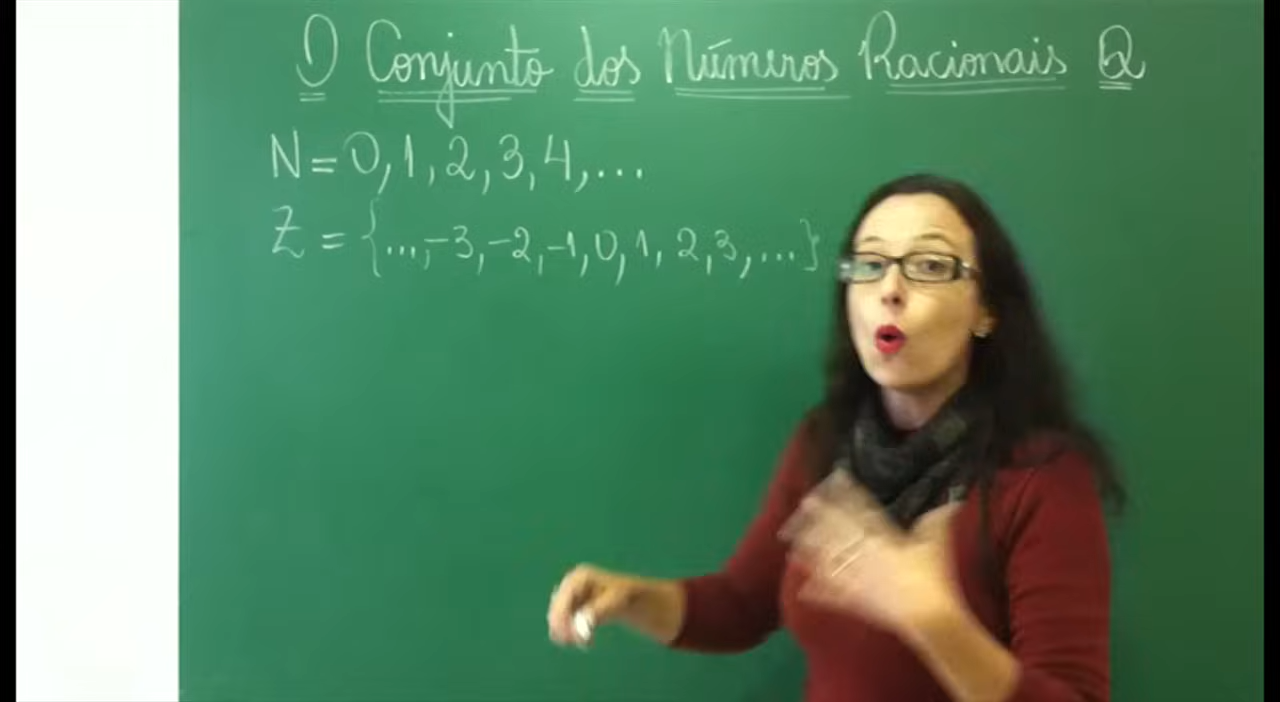 O Conjunto dos Números Racionais Q
N = 0, 1, 2, 3, 4, ...
Z = {..., -3, -2, -1, 0, 1, 2, 3, ...}